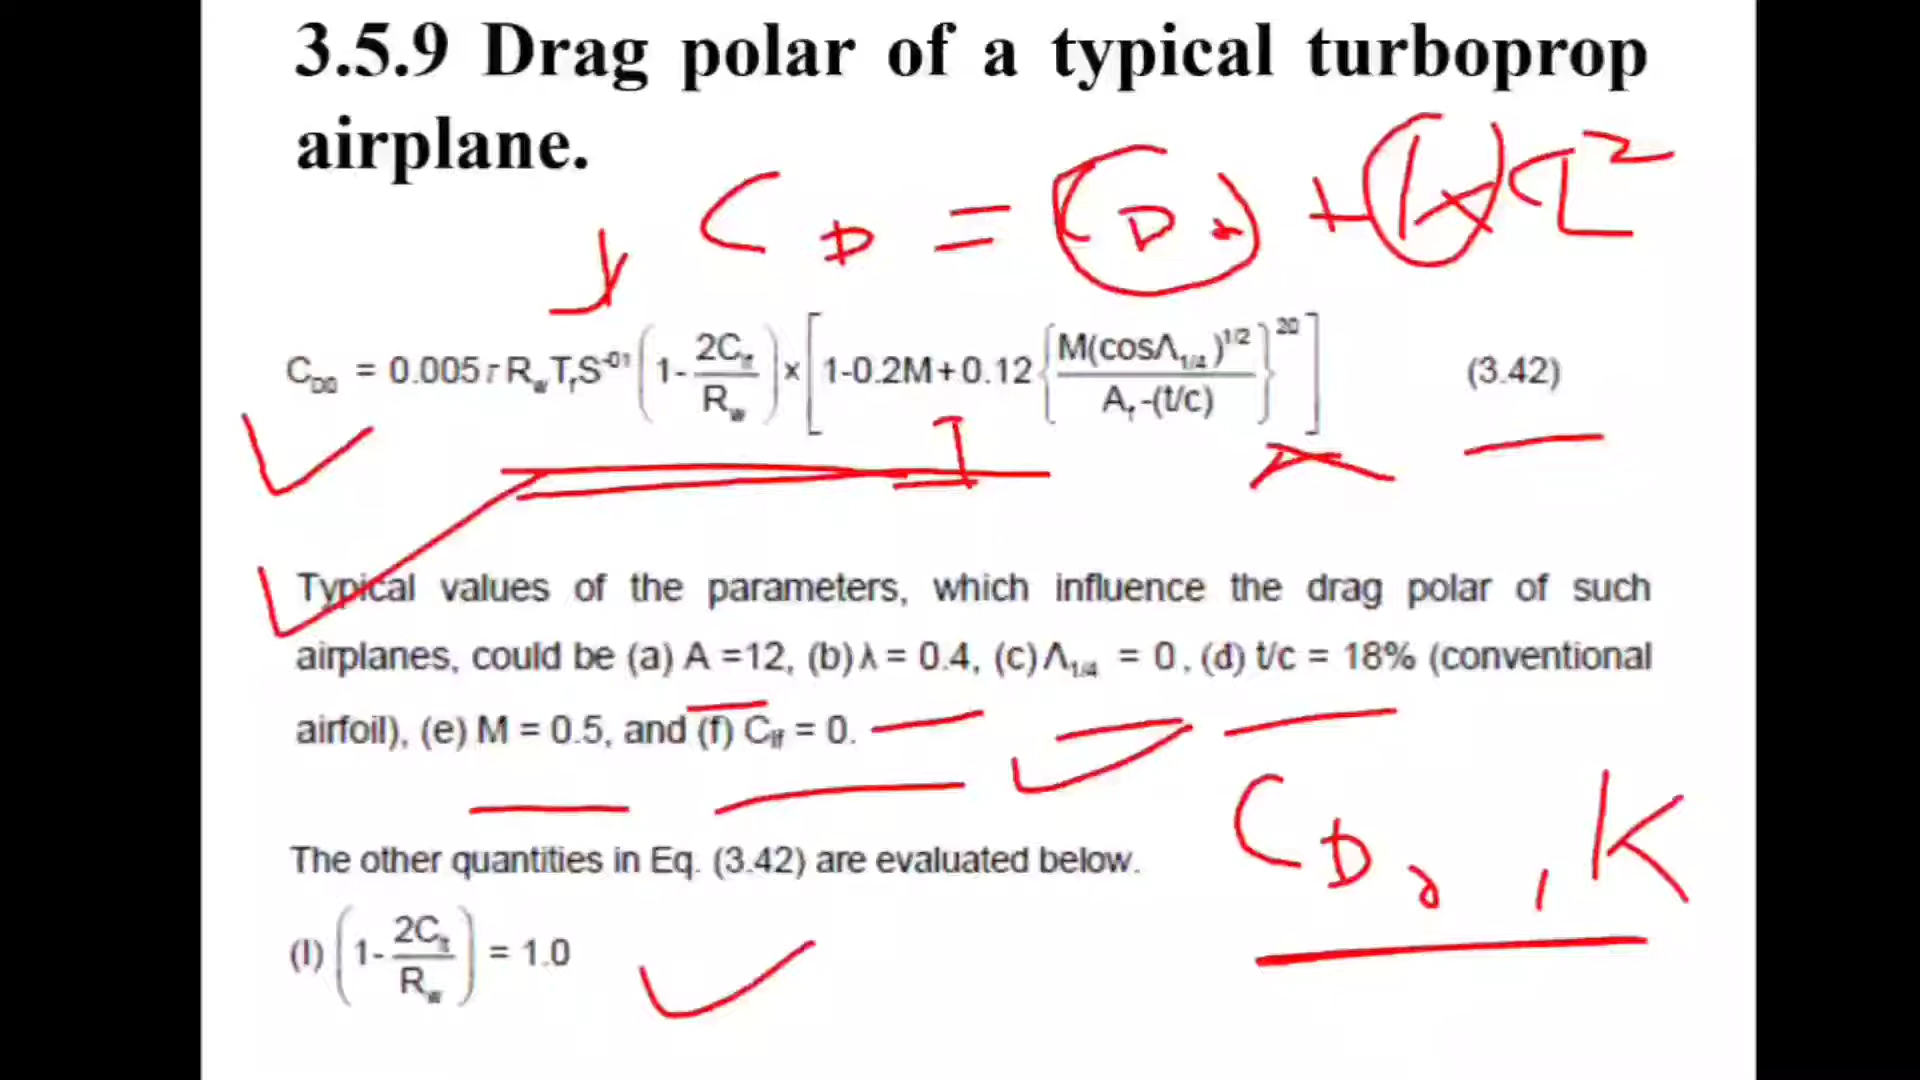 3.5.9 Drag polar of a typical turboprop
airplane.
C_D = C_D0 + K C_L²
C_D0 = 0.005 τ R_w T_f S^-01 (1- 2C_lf / R_w) × [1-0.2M+0.12 {M(cosΛ_1/4)^1/2 / A_f -(t/c)}^20] (3.42)
Typical values of the parameters, which influence the drag polar of such
airplanes, could be (a) A =12, (b) λ = 0.4, (c) Λ_1/4 = 0, (d) t/c = 18% (conventional
airfoil), (e) M = 0.5, and (f) C_lf = 0.
C_D0, K
The other quantities in Eq. (3.42) are evaluated below.
(I) (1- 2C_lf / R_w) = 1.0